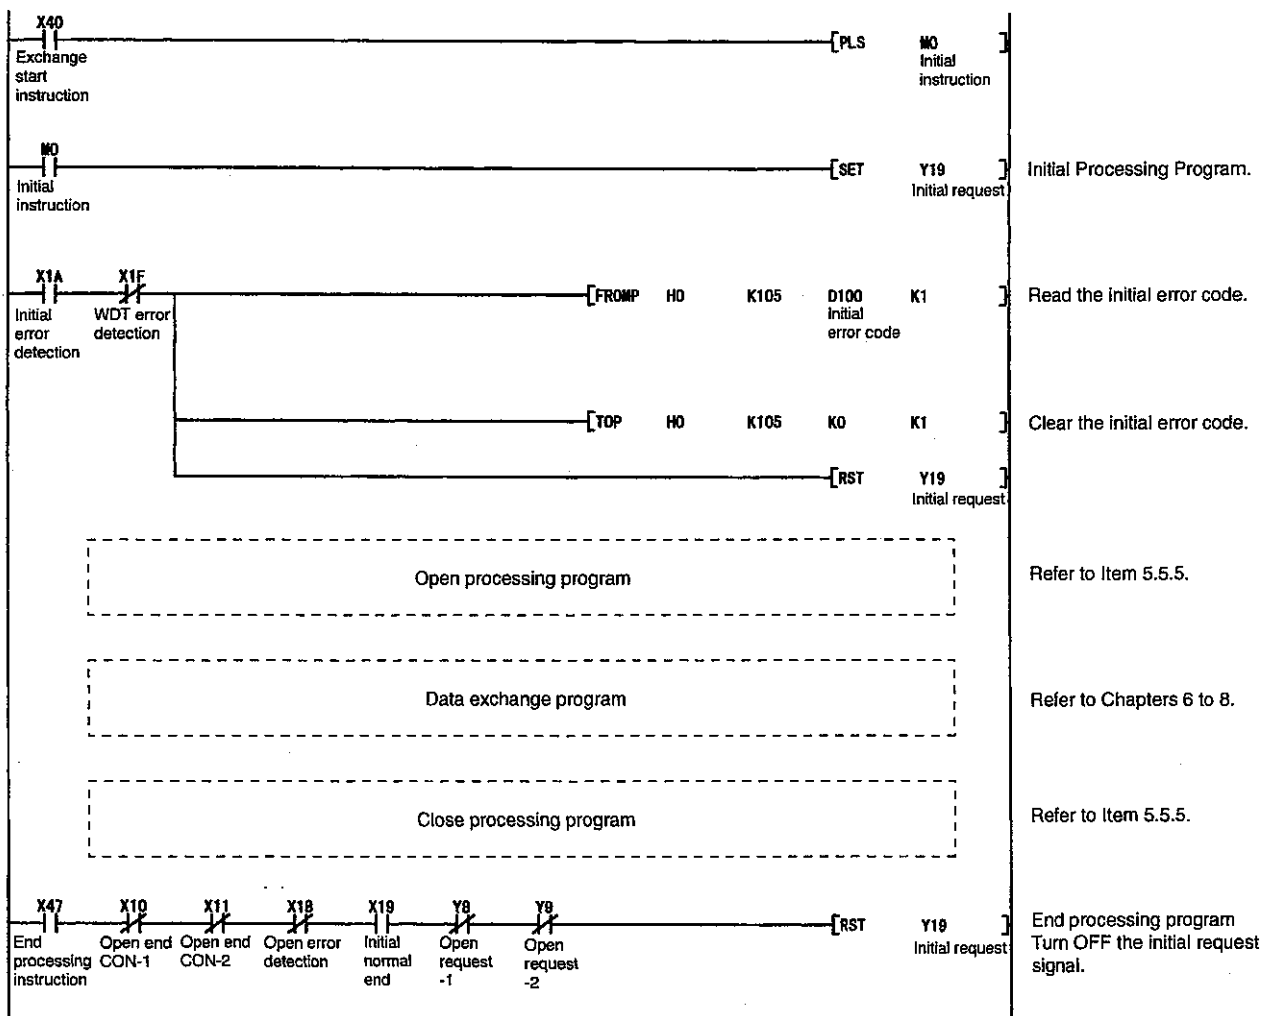 X40
[PLS M0 ]
Exchange start instruction
Initial instruction
M0
[SET Y19 ]
Initial Processing Program.
Initial instruction
Initial request
X1A X1F
[FROMP H0 K105 D100 K1 ]
Read the initial error code.
Initial error detection
WDT error detection
Initial error code
[TOP H0 K105 K0 K1 ]
Clear the initial error code.
[RST Y19 ]
Initial request
Open processing program
Refer to Item 5.5.5.
Data exchange program
Refer to Chapters 6 to 8.
Close processing program
Refer to Item 5.5.5.
X47 X10 X11 X18 X19 Y8 Y9
[RST Y19 ]
End processing program
Turn OFF the initial request
signal.
End processing instruction
Open end CON-1
Open end CON-2
Open error detection
Initial normal end
Open request -1
Open request -2
Initial request